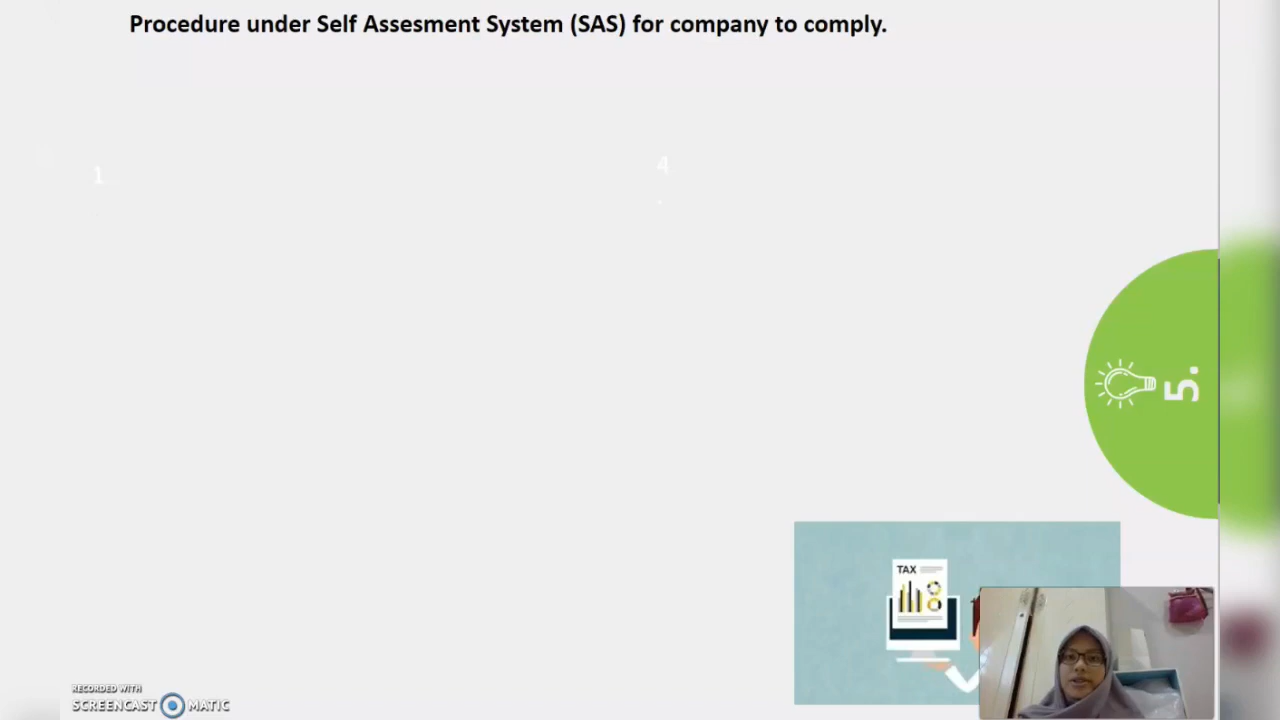 Procedure under Self Assesment System (SAS) for company to comply.
1
4
.
5.
TAX
RECORDED WITH
SCREENCAST MATIC